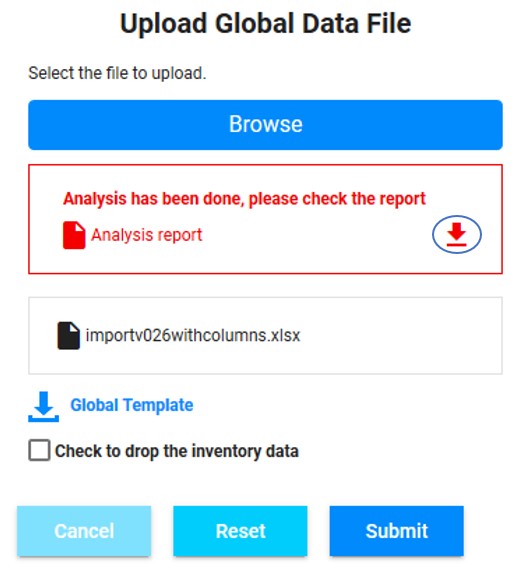 Upload Global Data File
Select the file to upload.
Browse
Analysis has been done, please check the report
Analysis report
importv026withcolumns.xlsx
Global Template
Check to drop the inventory data
Cancel Reset Submit